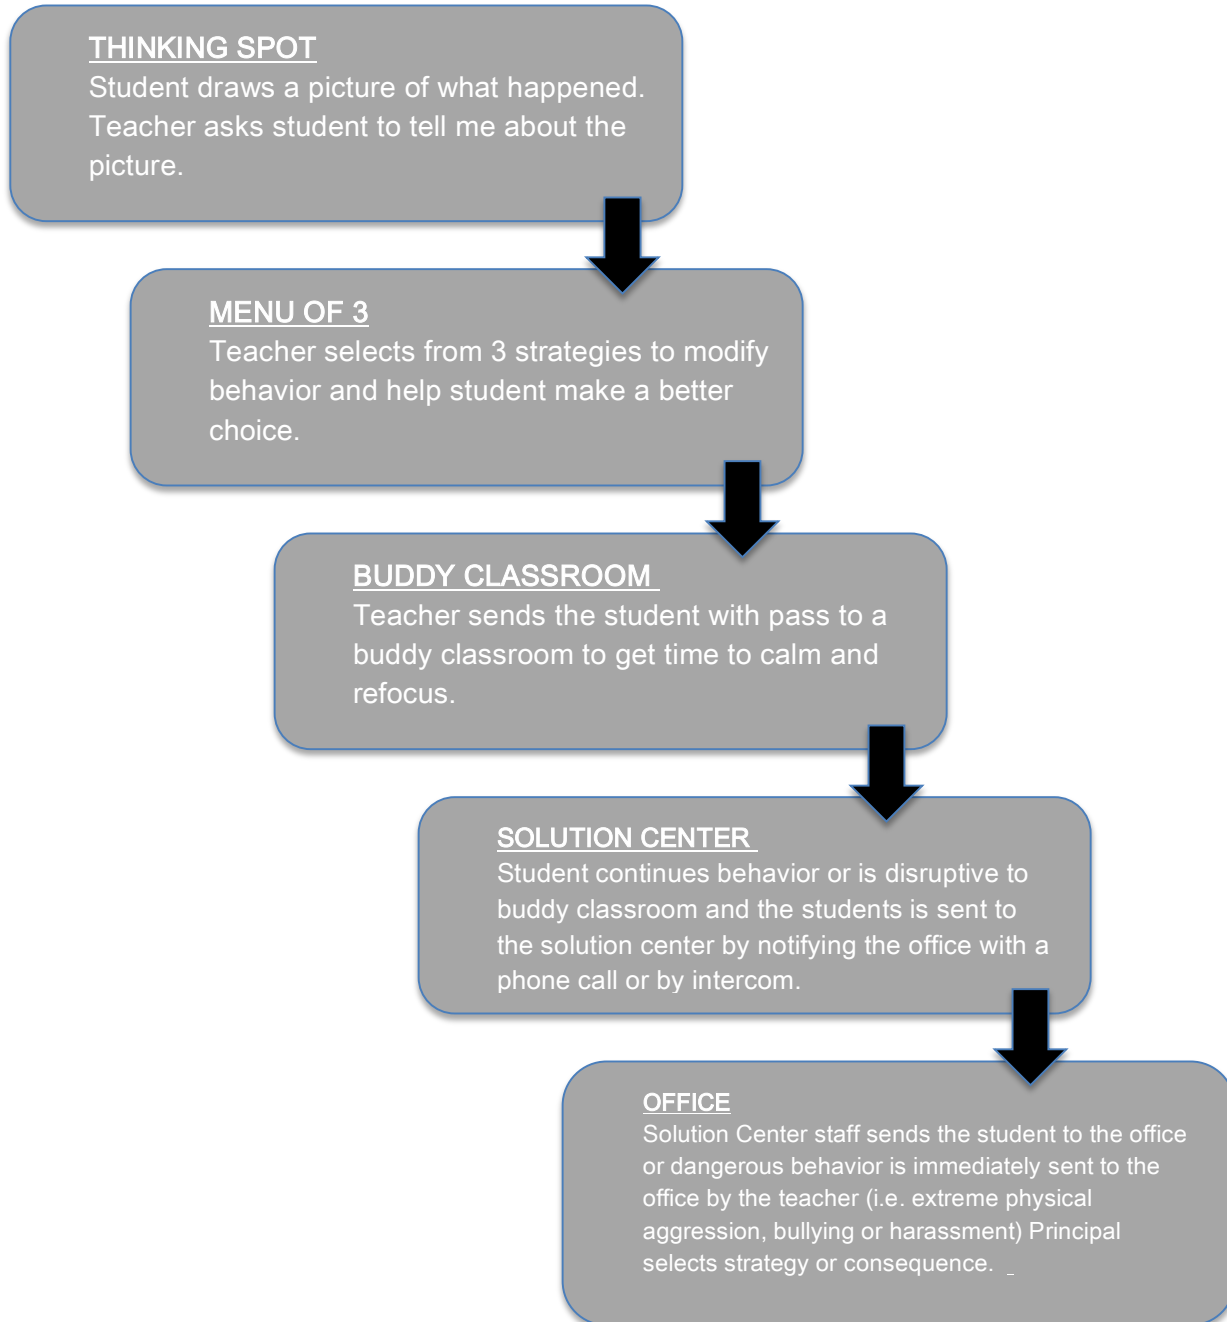 THINKING SPOT
Student draws a picture of what happened.
Teacher asks student to tell me about the
picture.
MENU OF 3
Teacher selects from 3 strategies to modify
behavior and help student make a better
choice.
BUDDY CLASSROOM
Teacher sends the student with pass to a
buddy classroom to get time to calm and
refocus.
SOLUTION CENTER
Student continues behavior or is disruptive to
buddy classroom and the students is sent to
the solution center by notifying the office with a
phone call or by intercom.
OFFICE
Solution Center staff sends the student to the office
or dangerous behavior is immediately sent to the
office by the teacher (i.e. extreme physical
aggression, bullying or harassment) Principal
selects strategy or consequence.